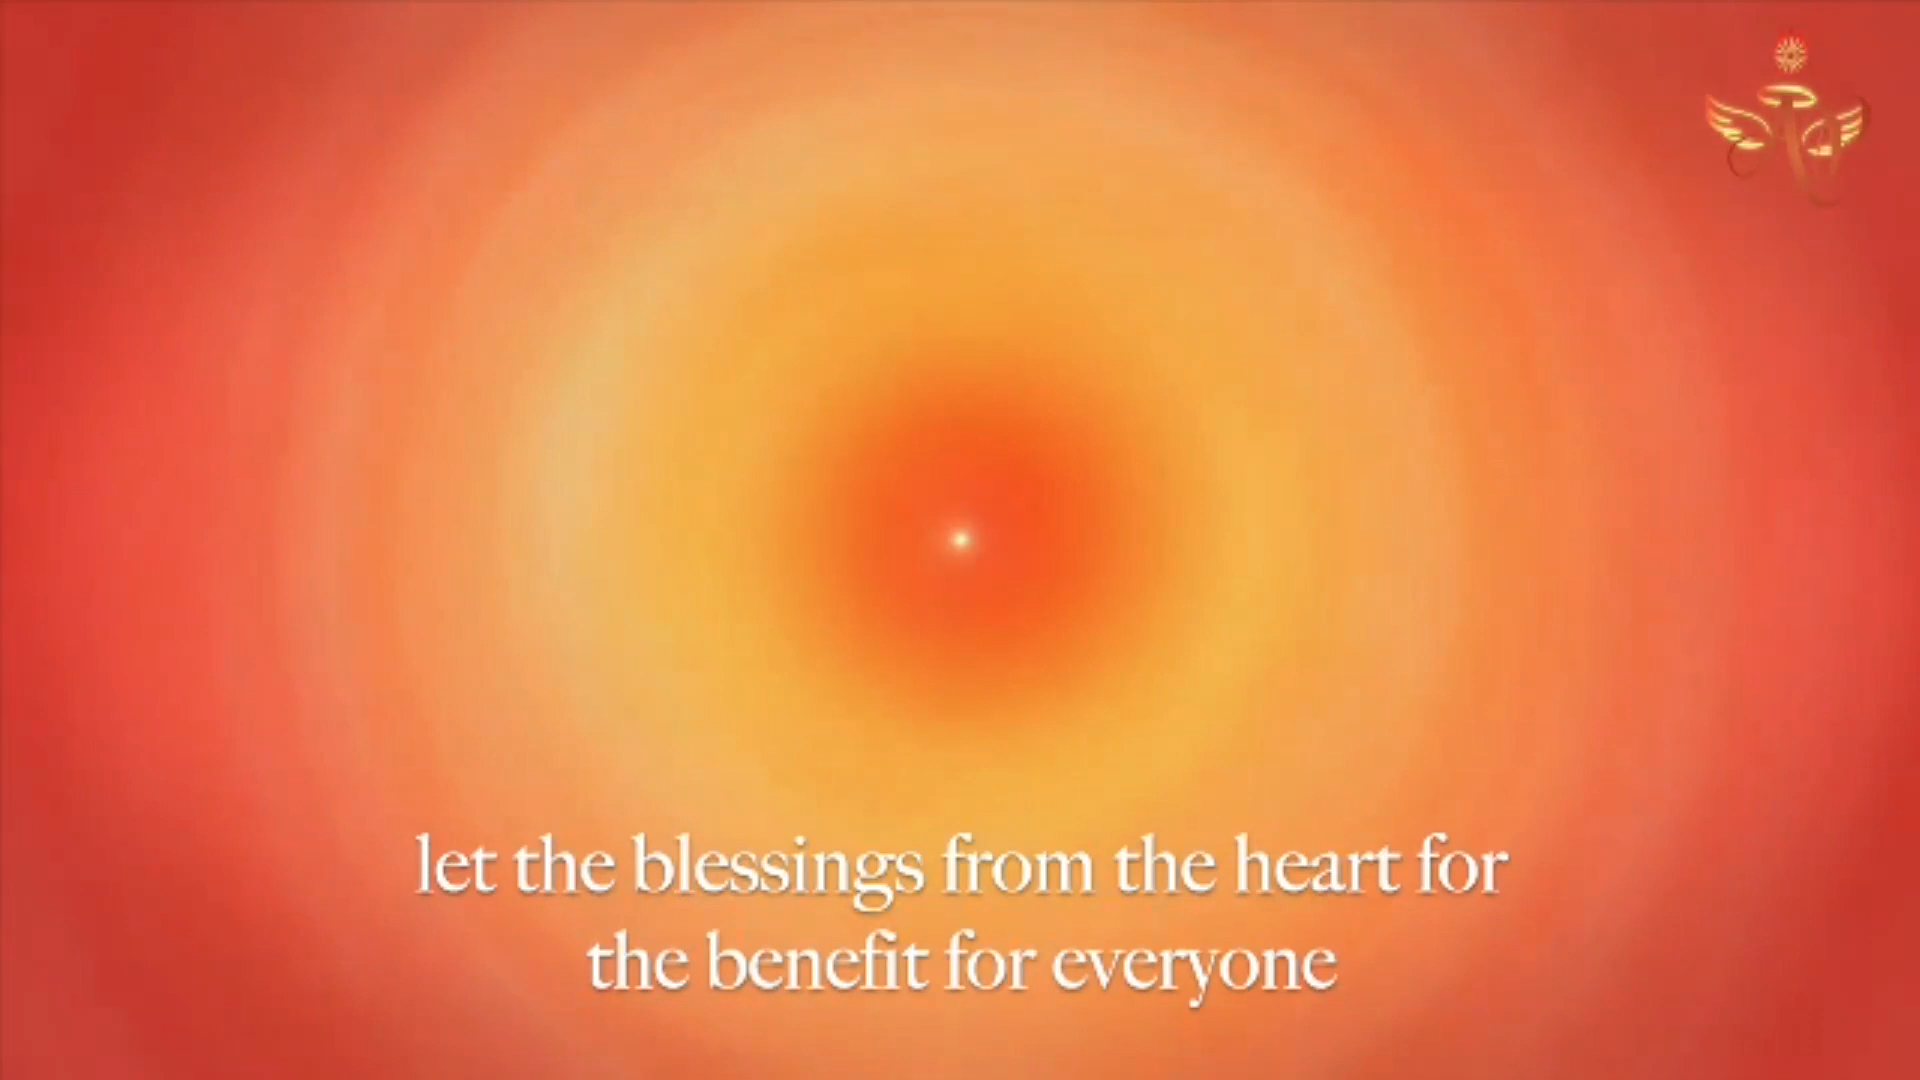 let the blessings from the heart for
the benefit for everyone